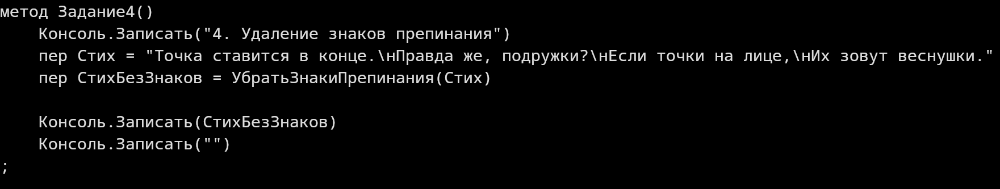 метод Задание4()
    Консоль.Записать("4. Удаление знаков препинания")
    пер Стих = "Точка ставится в конце.\нПравда же, подружки?\нЕсли точки на лице,\нИх зовут веснушки."
    пер СтихБезЗнаков = УбратьЗнакиПрепинания(Стих)

    Консоль.Записать(СтихБезЗнаков)
    Консоль.Записать("")
;